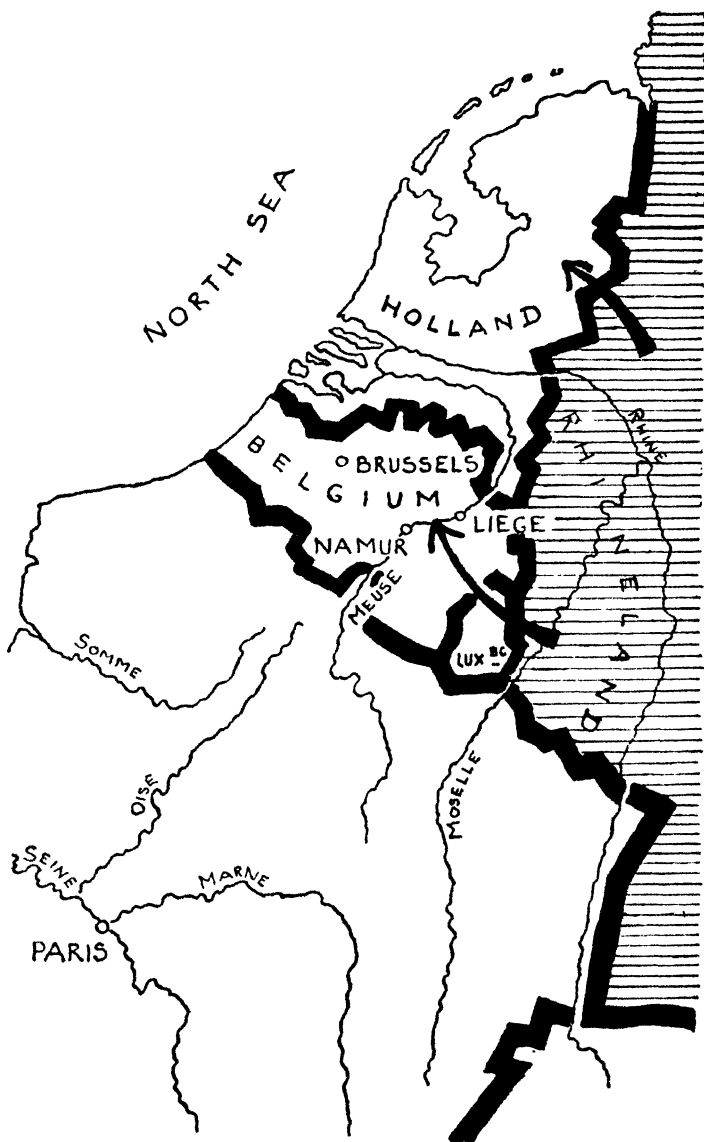 NORTH SEA
HOLLAND
RHINE
RHINELAND
BELGIUM
BRUSSELS
LIEGE
NAMUR
MEUSE
LUX BG
SOMME
MOSELLE
OISE
SEINE
MARNE
PARIS